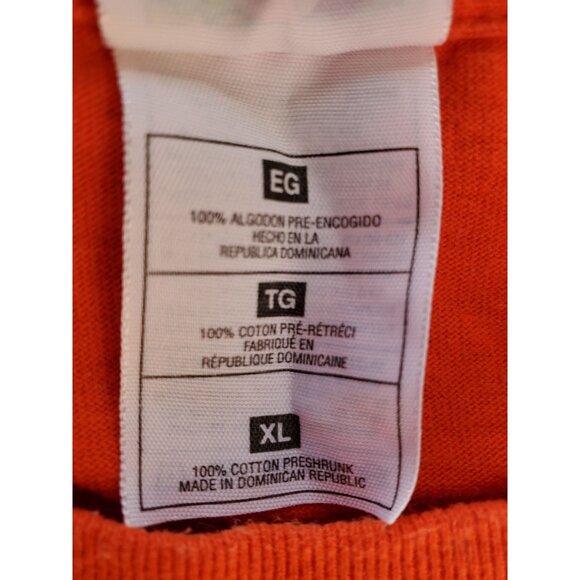 EG
100% ALGODON PRE-ENCOGIDO
HECHO EN LA
REPUBLICA DOMINICANA
TG
100% COTON PRÉ-RÉTRÉCI
FABRIQUÉ EN
RÉPUBLIQUE DOMINICAINE
XL
100% COTTON PRESHRUNK
MADE IN DOMINICAN REPUBLIC